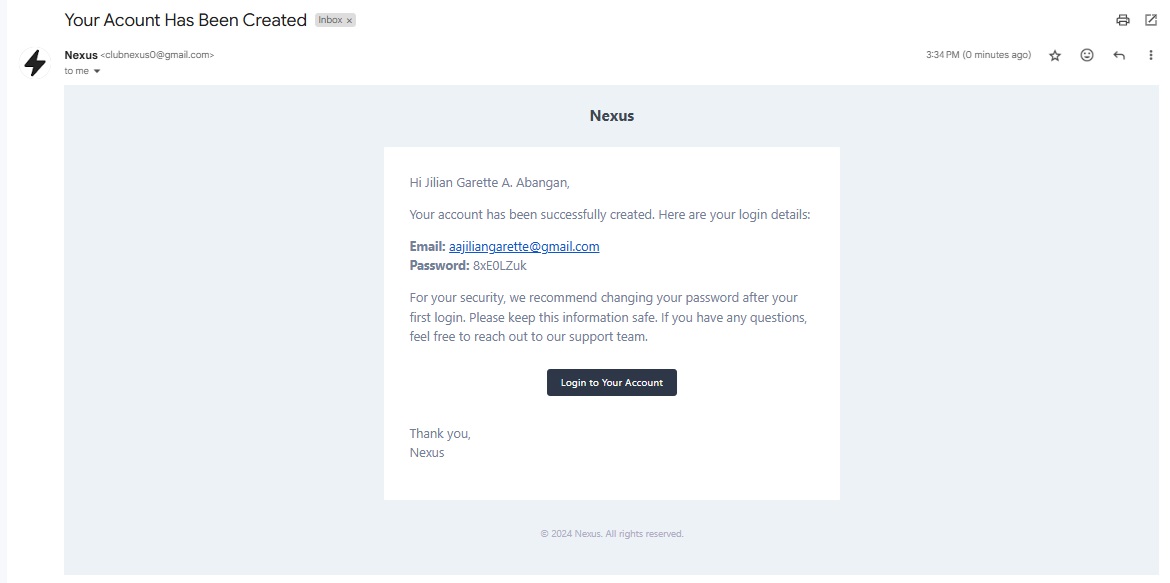 Your Acount Has Been Created Inbox ×
Nexus <clubnexus0@gmail.com> 3:34 PM (0 minutes ago)
to me
Nexus
Hi Jilian Garette A. Abangan,
Your account has been successfully created. Here are your login details:
Email: aajiliangarette@gmail.com
Password: 8xE0LZuk
For your security, we recommend changing your password after your
first login. Please keep this information safe. If you have any questions,
feel free to reach out to our support team.
Login to Your Account
Thank you,
Nexus
© 2024 Nexus. All rights reserved.